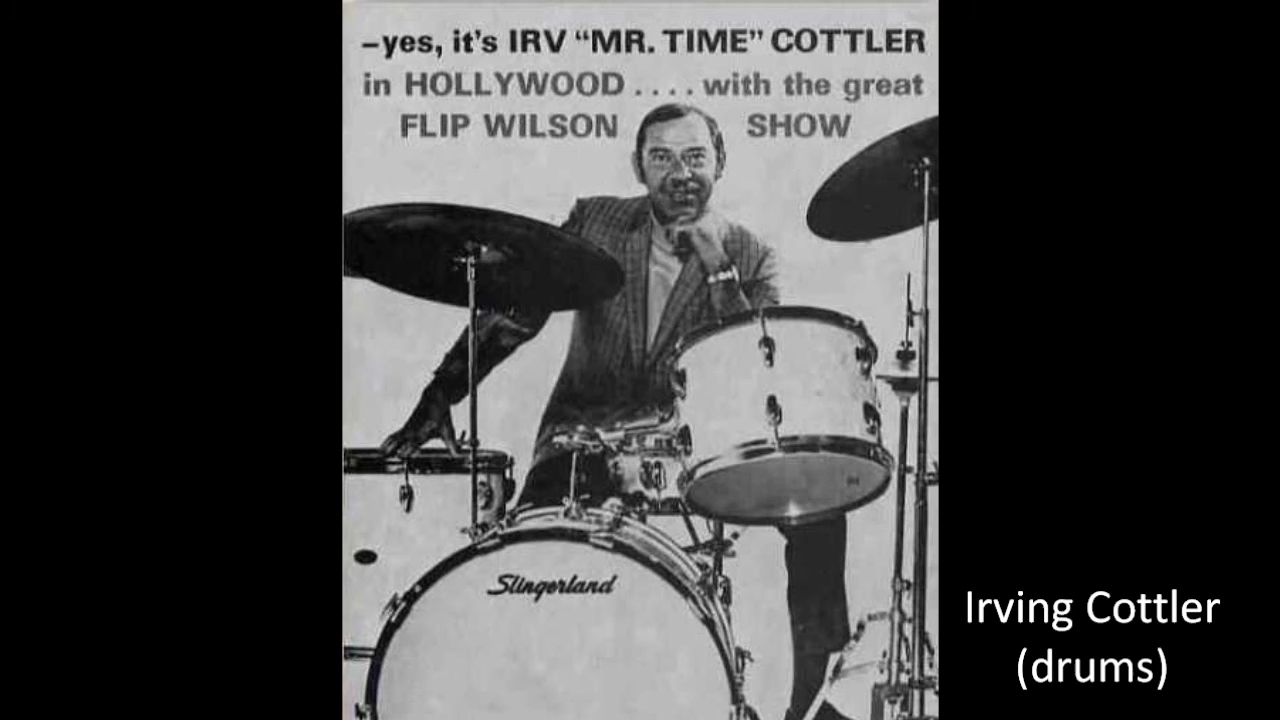 –yes, it's IRV “MR. TIME” COTTLER
in HOLLYWOOD .... with the great
FLIP WILSON SHOW
Slingerland
Irving Cottler
(drums)